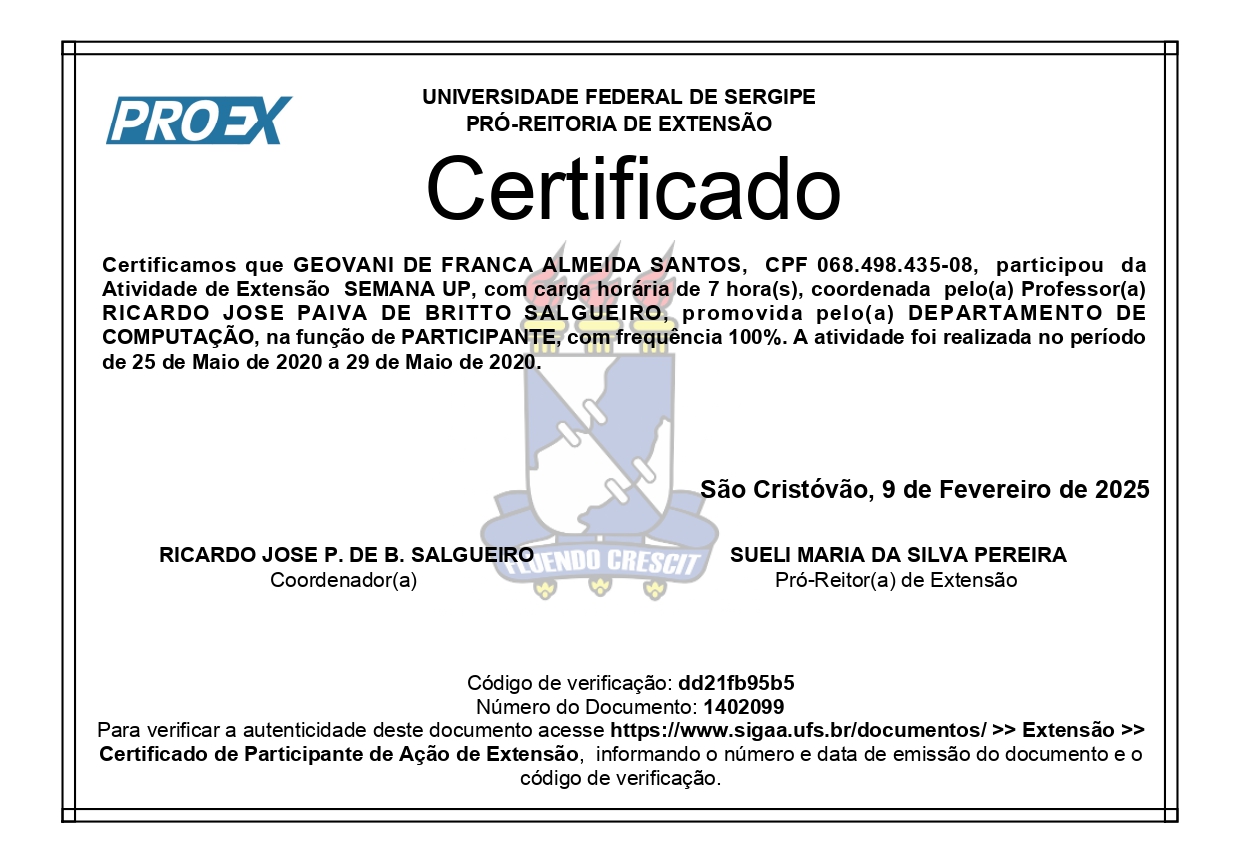 PROEX
UNIVERSIDADE FEDERAL DE SERGIPE
PRÓ-REITORIA DE EXTENSÃO
Certificado
Certificamos que GEOVANI DE FRANCA ALMEIDA SANTOS, CPF 068.498.435-08, participou da
Atividade de Extensão SEMANA UP, com carga horária de 7 hora(s), coordenada pelo(a) Professor(a)
RICARDO JOSE PAIVA DE BRITTO SALGUEIRO, promovida pelo(a) DEPARTAMENTO DE
COMPUTAÇÃO, na função de PARTICIPANTE, com frequência 100%. A atividade foi realizada no período
de 25 de Maio de 2020 a 29 de Maio de 2020.
São Cristóvão, 9 de Fevereiro de 2025
RICARDO JOSE P. DE B. SALGUEIRO
Coordenador(a)
SUELI MARIA DA SILVA PEREIRA
Pró-Reitor(a) de Extensão
FLUENDO CRESCIT
Código de verificação: dd21fb95b5
Número do Documento: 1402099
Para verificar a autenticidade deste documento acesse https://www.sigaa.ufs.br/documentos/ >> Extensão >>
Certificado de Participante de Ação de Extensão, informando o número e data de emissão do documento e o
código de verificação.